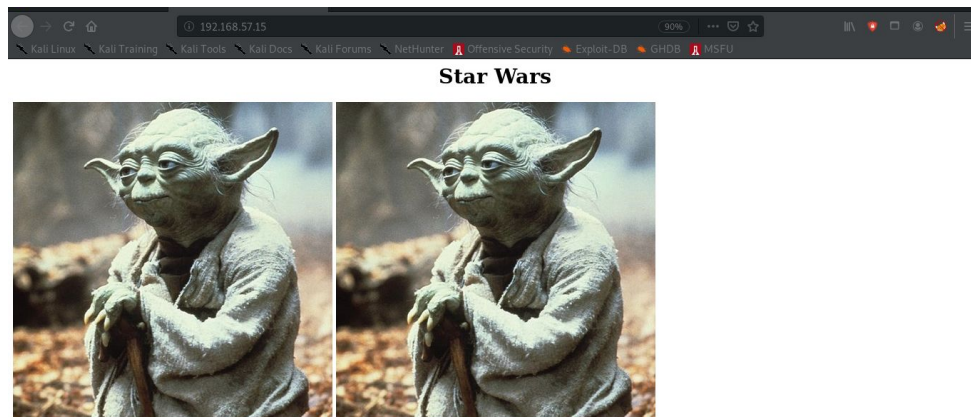 192.168.57.15
90%
Kali Linux Kali Training Kali Tools Kali Docs Kali Forums NetHunter Offensive Security Exploit-DB GHDB MSFU
Star Wars